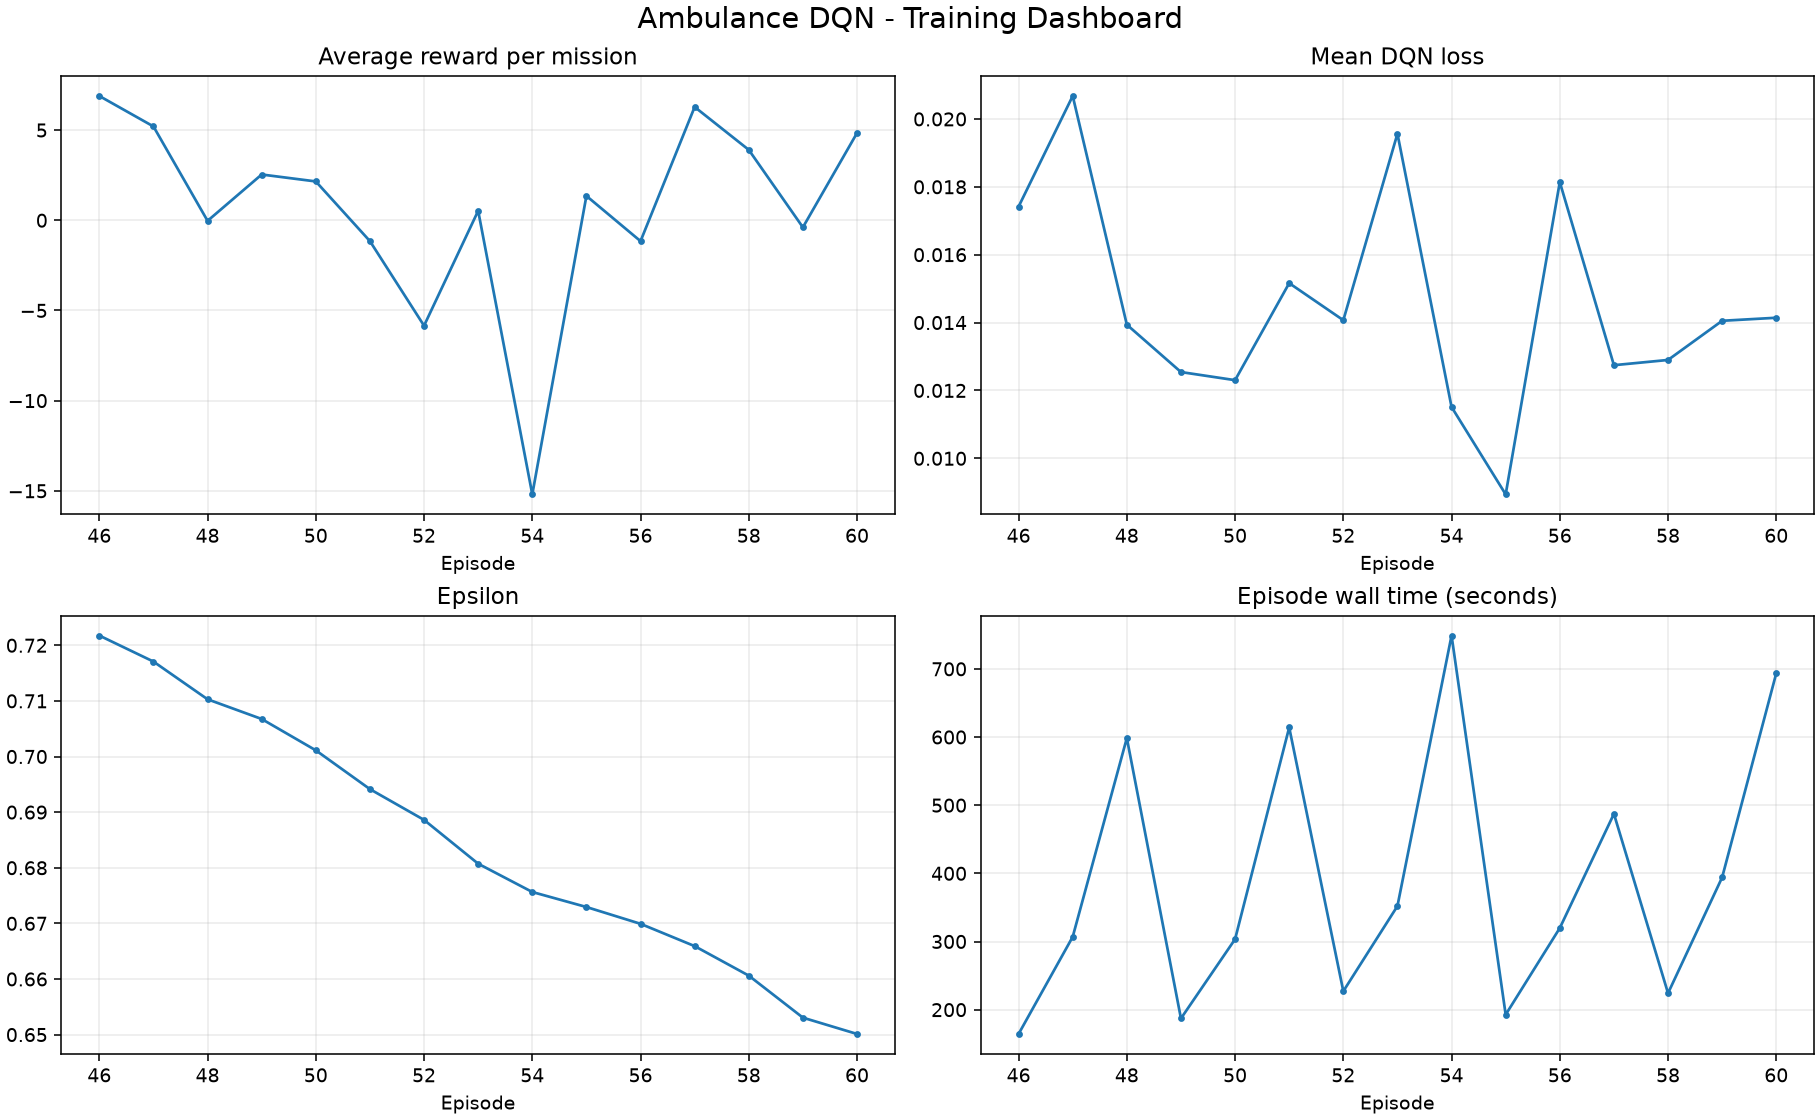 Ambulance DQN - Training Dashboard
Average reward per mission
5
0
−5
−10
−15
46 48 50 52 54 56 58 60
Episode
Mean DQN loss
0.020
0.018
0.016
0.014
0.012
0.010
46 48 50 52 54 56 58 60
Episode
Epsilon
0.72
0.71
0.70
0.69
0.68
0.67
0.66
0.65
46 48 50 52 54 56 58 60
Episode
Episode wall time (seconds)
700
600
500
400
300
200
46 48 50 52 54 56 58 60
Episode